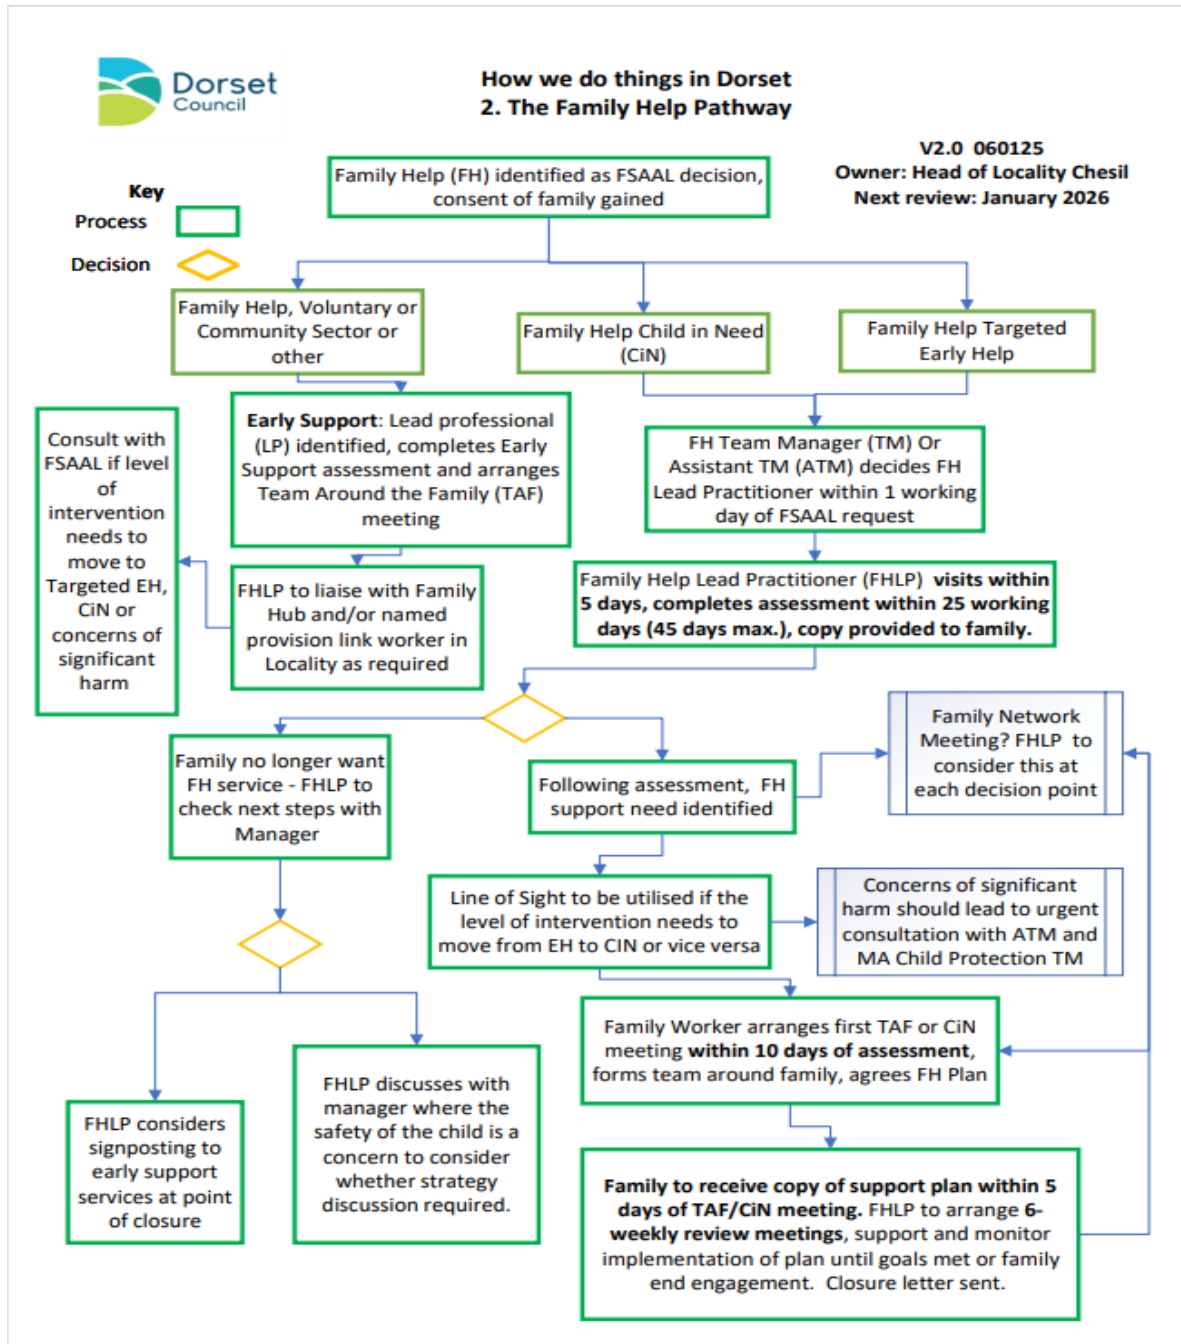 Dorset
Council
How we do things in Dorset
2. The Family Help Pathway
V2.0  060125
Owner: Head of Locality Chesil
Next review: January 2026
Key
Process
Decision
Family Help (FH) identified as FSAAL decision,
consent of family gained
Family Help, Voluntary or
Community Sector or
other
Family Help Child in Need
(CiN)
Family Help Targeted
Early Help
Consult with
FSAAL if level
of
intervention
needs to
move to
Targeted EH,
CiN or
concerns of
significant
harm
Early Support: Lead professional
(LP) identified, completes Early
Support assessment and arranges
Team Around the Family (TAF)
meeting
FH Team Manager (TM) Or
Assistant TM (ATM) decides FH
Lead Practitioner within 1 working
day of FSAAL request
FHLP to liaise with Family
Hub and/or named
provision link worker in
Locality as required
Family Help Lead Practitioner (FHLP)  visits within
5 days, completes assessment within 25 working
days (45 days max.), copy provided to family.
Family no longer want
FH service - FHLP to
check next steps with
Manager
Following assessment,  FH
support need identified
Family Network
Meeting? FHLP  to
consider this at
each decision point
Line of Sight to be utilised if the
level of intervention needs to
move from EH to CIN or vice versa
Concerns of significant
harm should lead to urgent
consultation with ATM and
MA Child Protection TM
Family Worker arranges first TAF or CiN
meeting within 10 days of assessment,
forms team around family, agrees FH Plan
FHLP considers
signposting to
early support
services at point
of closure
FHLP discusses with
manager where the
safety of the child is a
concern to consider
whether strategy
discussion required.
Family to receive copy of support plan within 5
days of TAF/CiN meeting. FHLP to arrange 6-
weekly review meetings, support and monitor
implementation of plan until goals met or family
end engagement.  Closure letter sent.